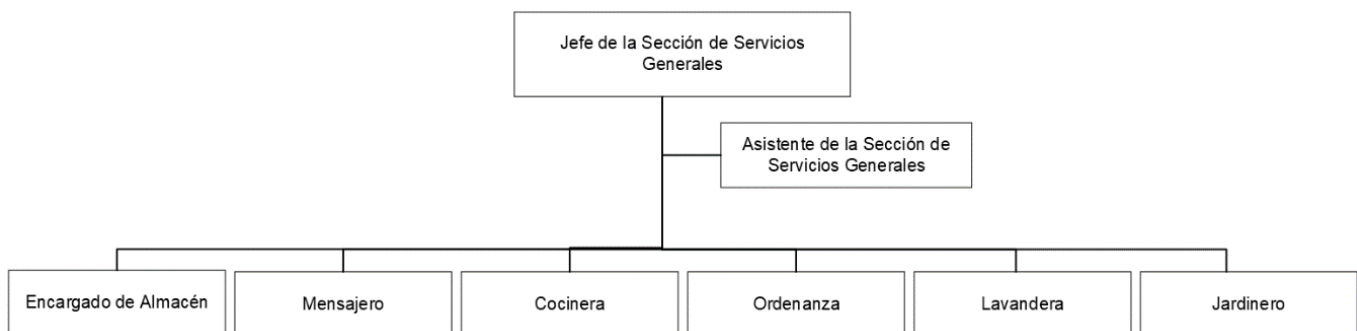 Jefe de la Sección de Servicios
Generales
Asistente de la Sección de
Servicios Generales
Encargado de Almacén
Mensajero
Cocinera
Ordenanza
Lavandera
Jardinero